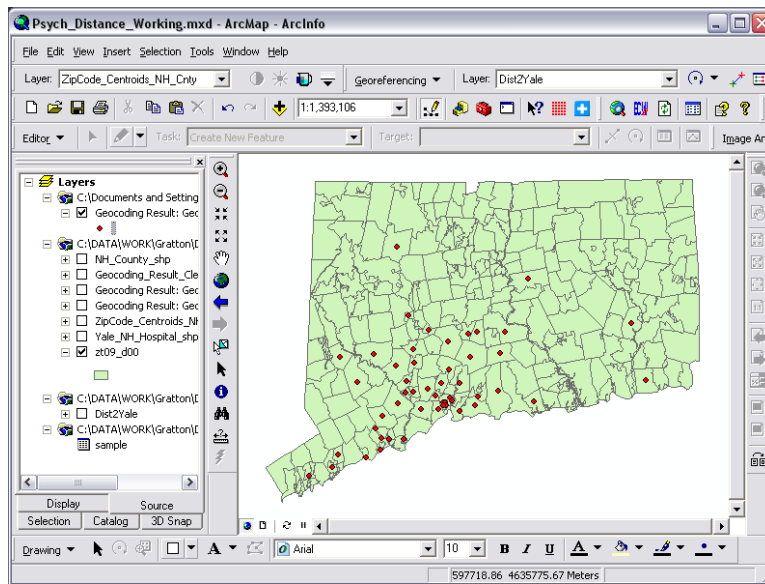 Psych_Distance_Working.mxd - ArcMap - ArcInfo
File Edit View Insert Selection Tools Window Help
Layer: ZipCode_Centroids_NH_Cnty Georeferencing Layer: Dist2Yale
1:1,393,106
Editor Task: Create New Feature Target: Image An
Layers
C:\Documents and Setting
Geocoding Result: Geo
C:\DATA\WORK\Gratton\D
NH_County_shp
Geocoding_Result_Cle
Geocoding Result: Geo
Geocoding Result: Geo
ZipCode_Centroids_NH
Yale_NH_Hospital_shp
zt09_d00
C:\DATA\WORK\Gratton\D
Dist2Yale
C:\DATA\WORK\Gratton\D
sample
Display Source
Selection Catalog 3D Snap
Drawing A Arial 10 B I U A
597718.86 4635775.67 Meters